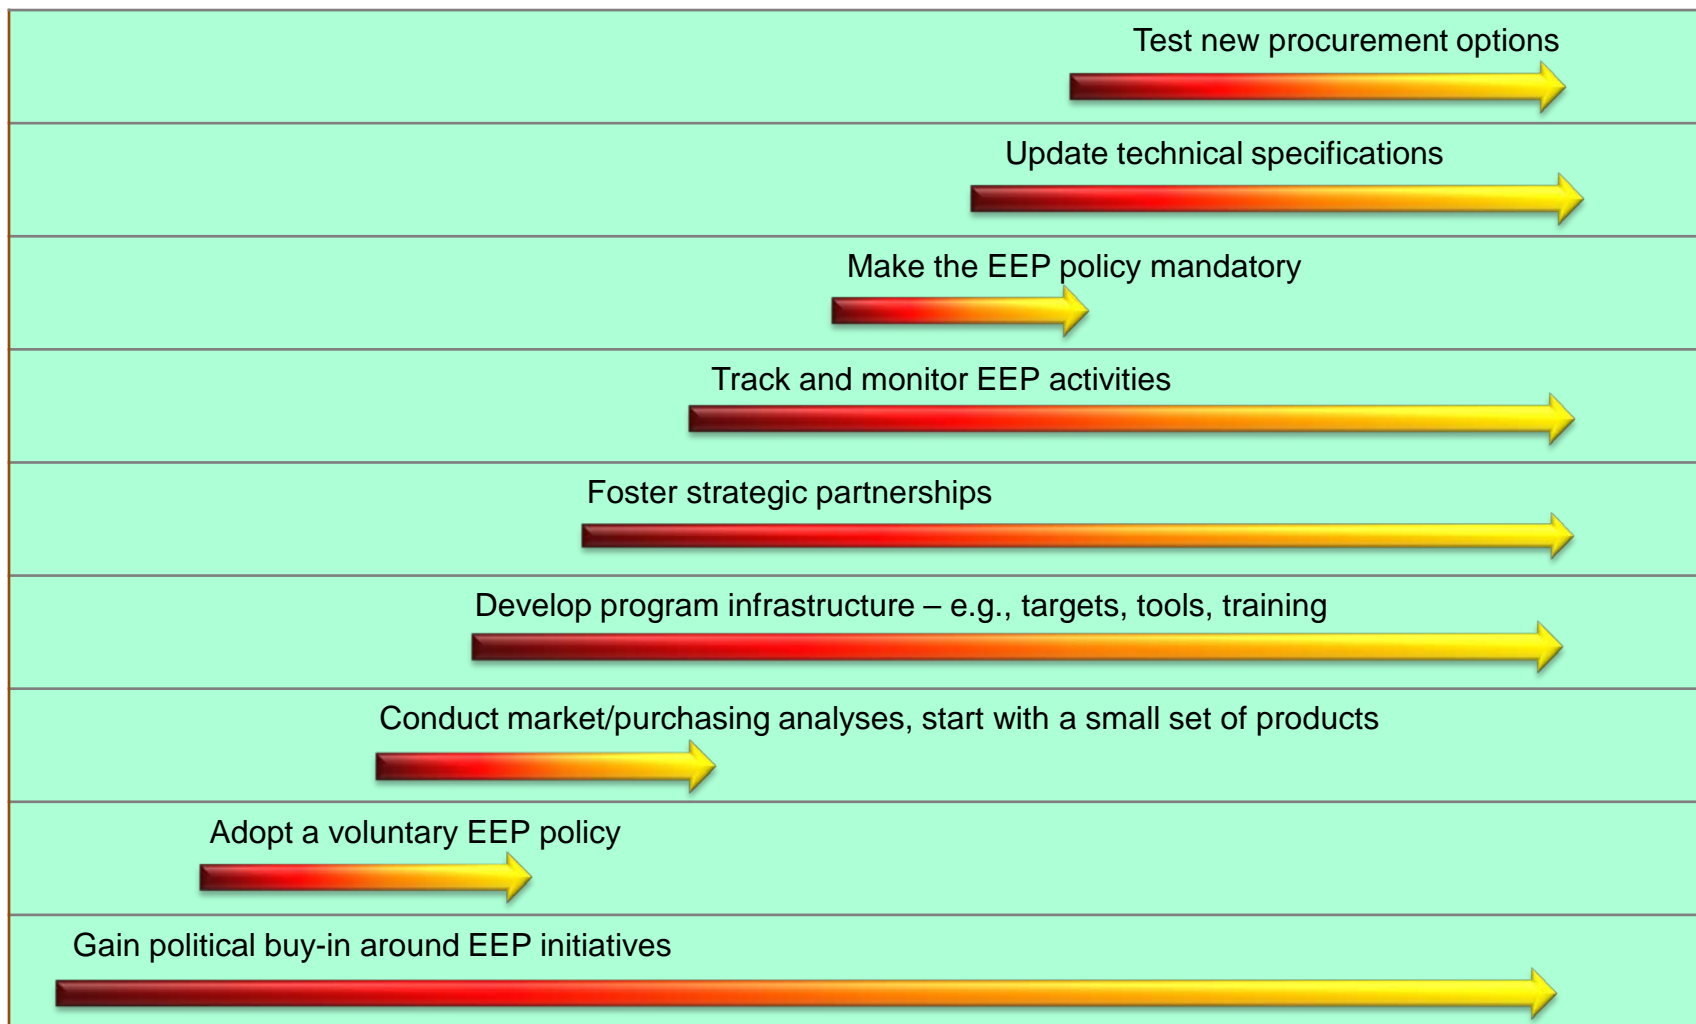 Test new procurement options
Update technical specifications
Make the EEP policy mandatory
Track and monitor EEP activities
Foster strategic partnerships
Develop program infrastructure – e.g., targets, tools, training
Conduct market/purchasing analyses, start with a small set of products
Adopt a voluntary EEP policy
Gain political buy-in around EEP initiatives